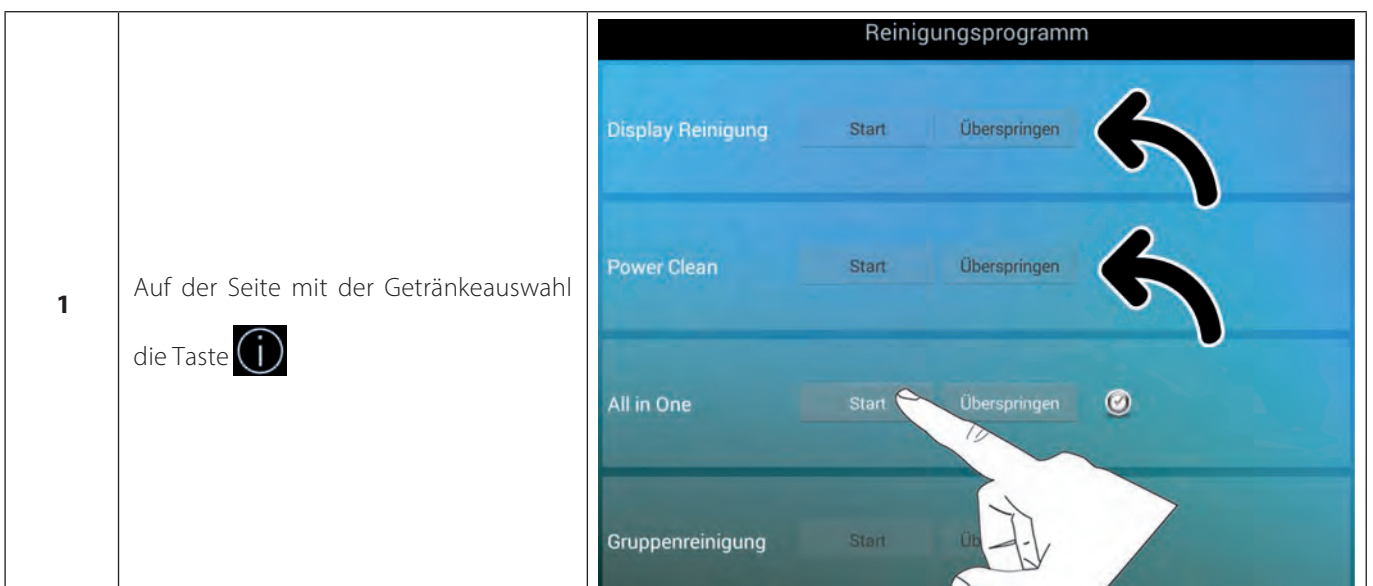 1
Auf der Seite mit der Getränkeauswahl
die Taste
Reinigungsprogramm
Display Reinigung Start Überspringen
Power Clean Start Überspringen
All in One Start Überspringen
Gruppenreinigung Start